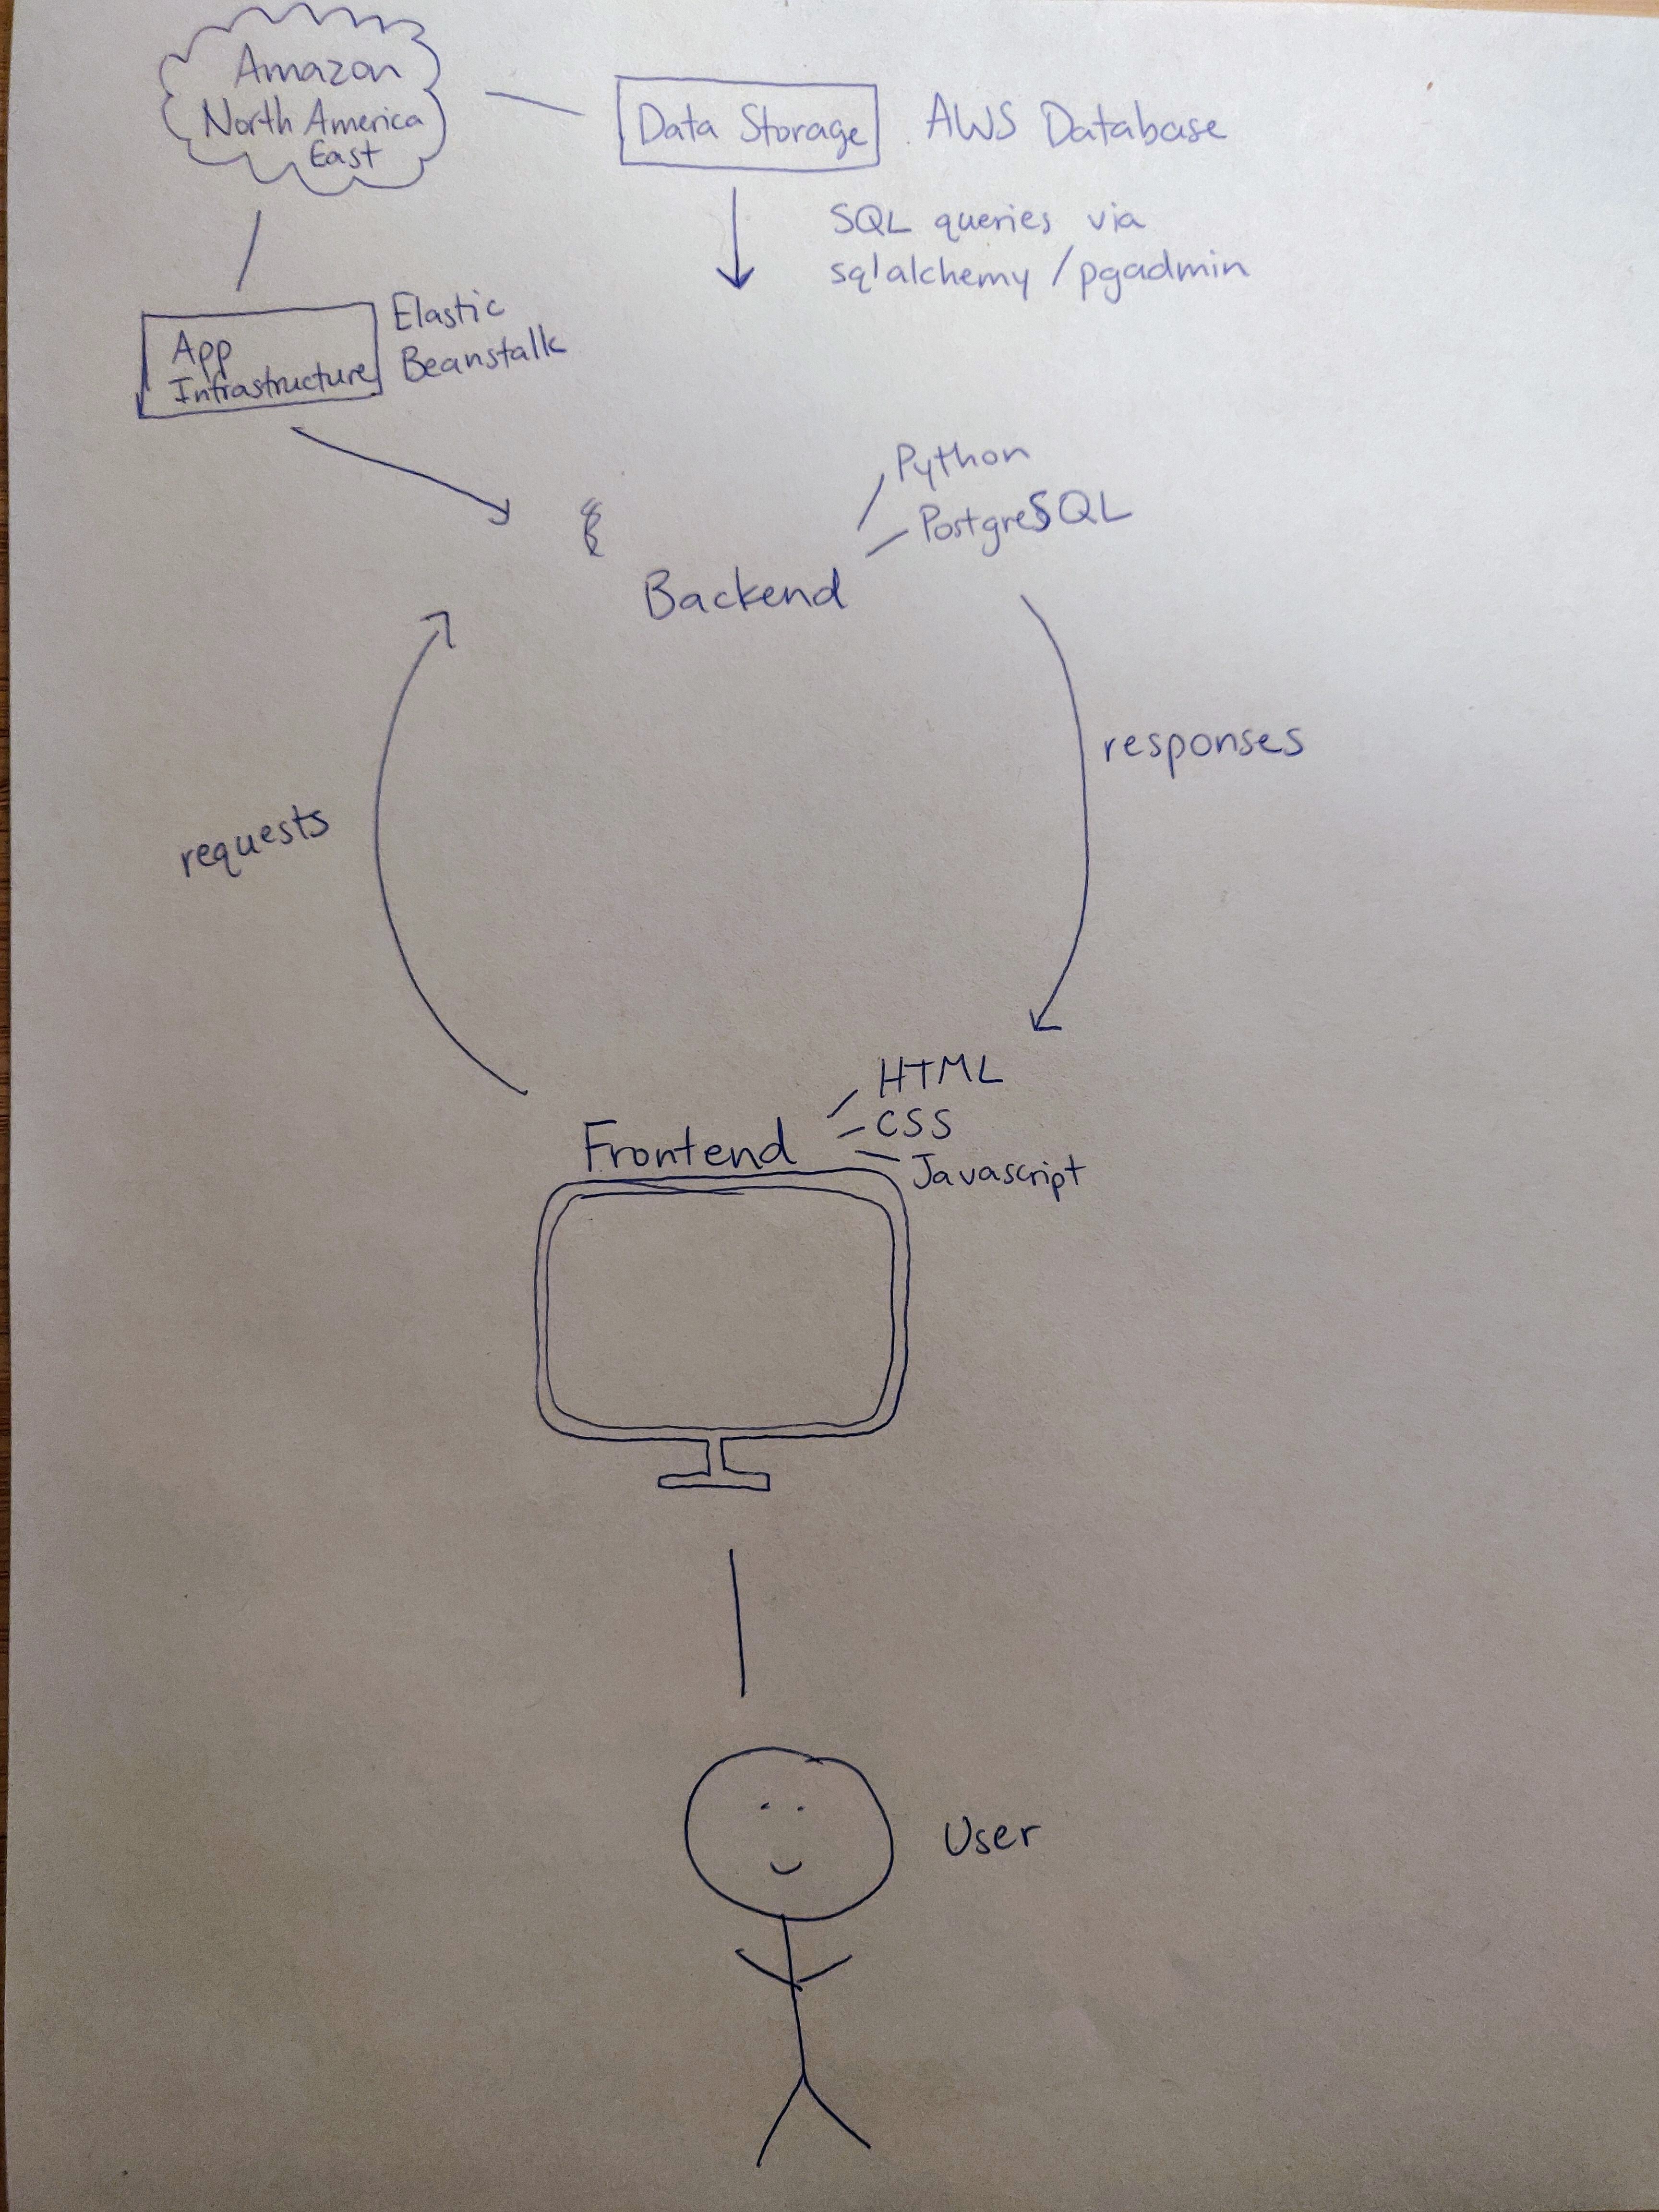 Amazon
North America
East
Data Storage
AWS Database
SQL queries via
sqlalchemy / pgadmin
App
Infrastructure
Elastic
Beanstalk
Python
PostgreSQL
Backend
responses
requests
HTML
CSS
Javascript
Frontend
User